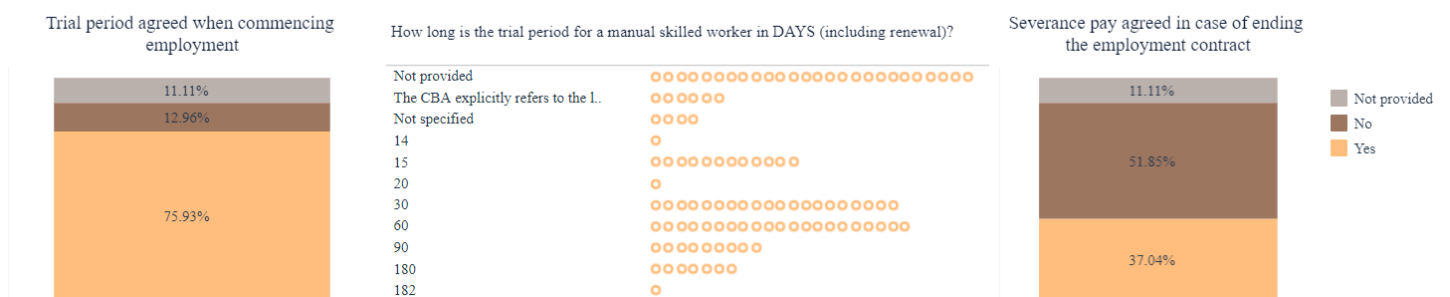 Trial period agreed when commencing
employment
11.11%
12.96%
75.93%
How long is the trial period for a manual skilled worker in DAYS (including renewal)?
Not provided
The CBA explicitly refers to the l..
Not specified
14
15
20
30
60
90
180
182
Severance pay agreed in case of ending
the employment contract
11.11%
51.85%
37.04%
Not provided
No
Yes